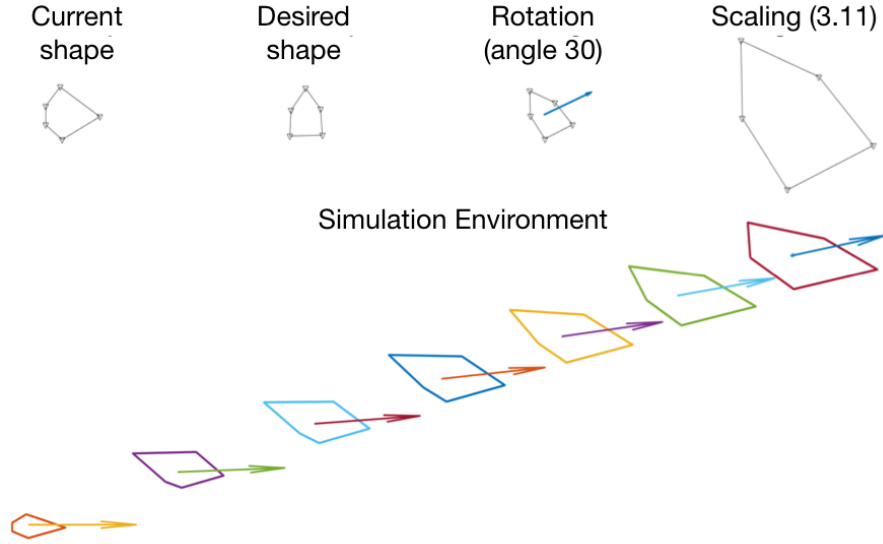 Current
shape
Desired
shape
Rotation
(angle 30)
Scaling (3.11)
Simulation Environment